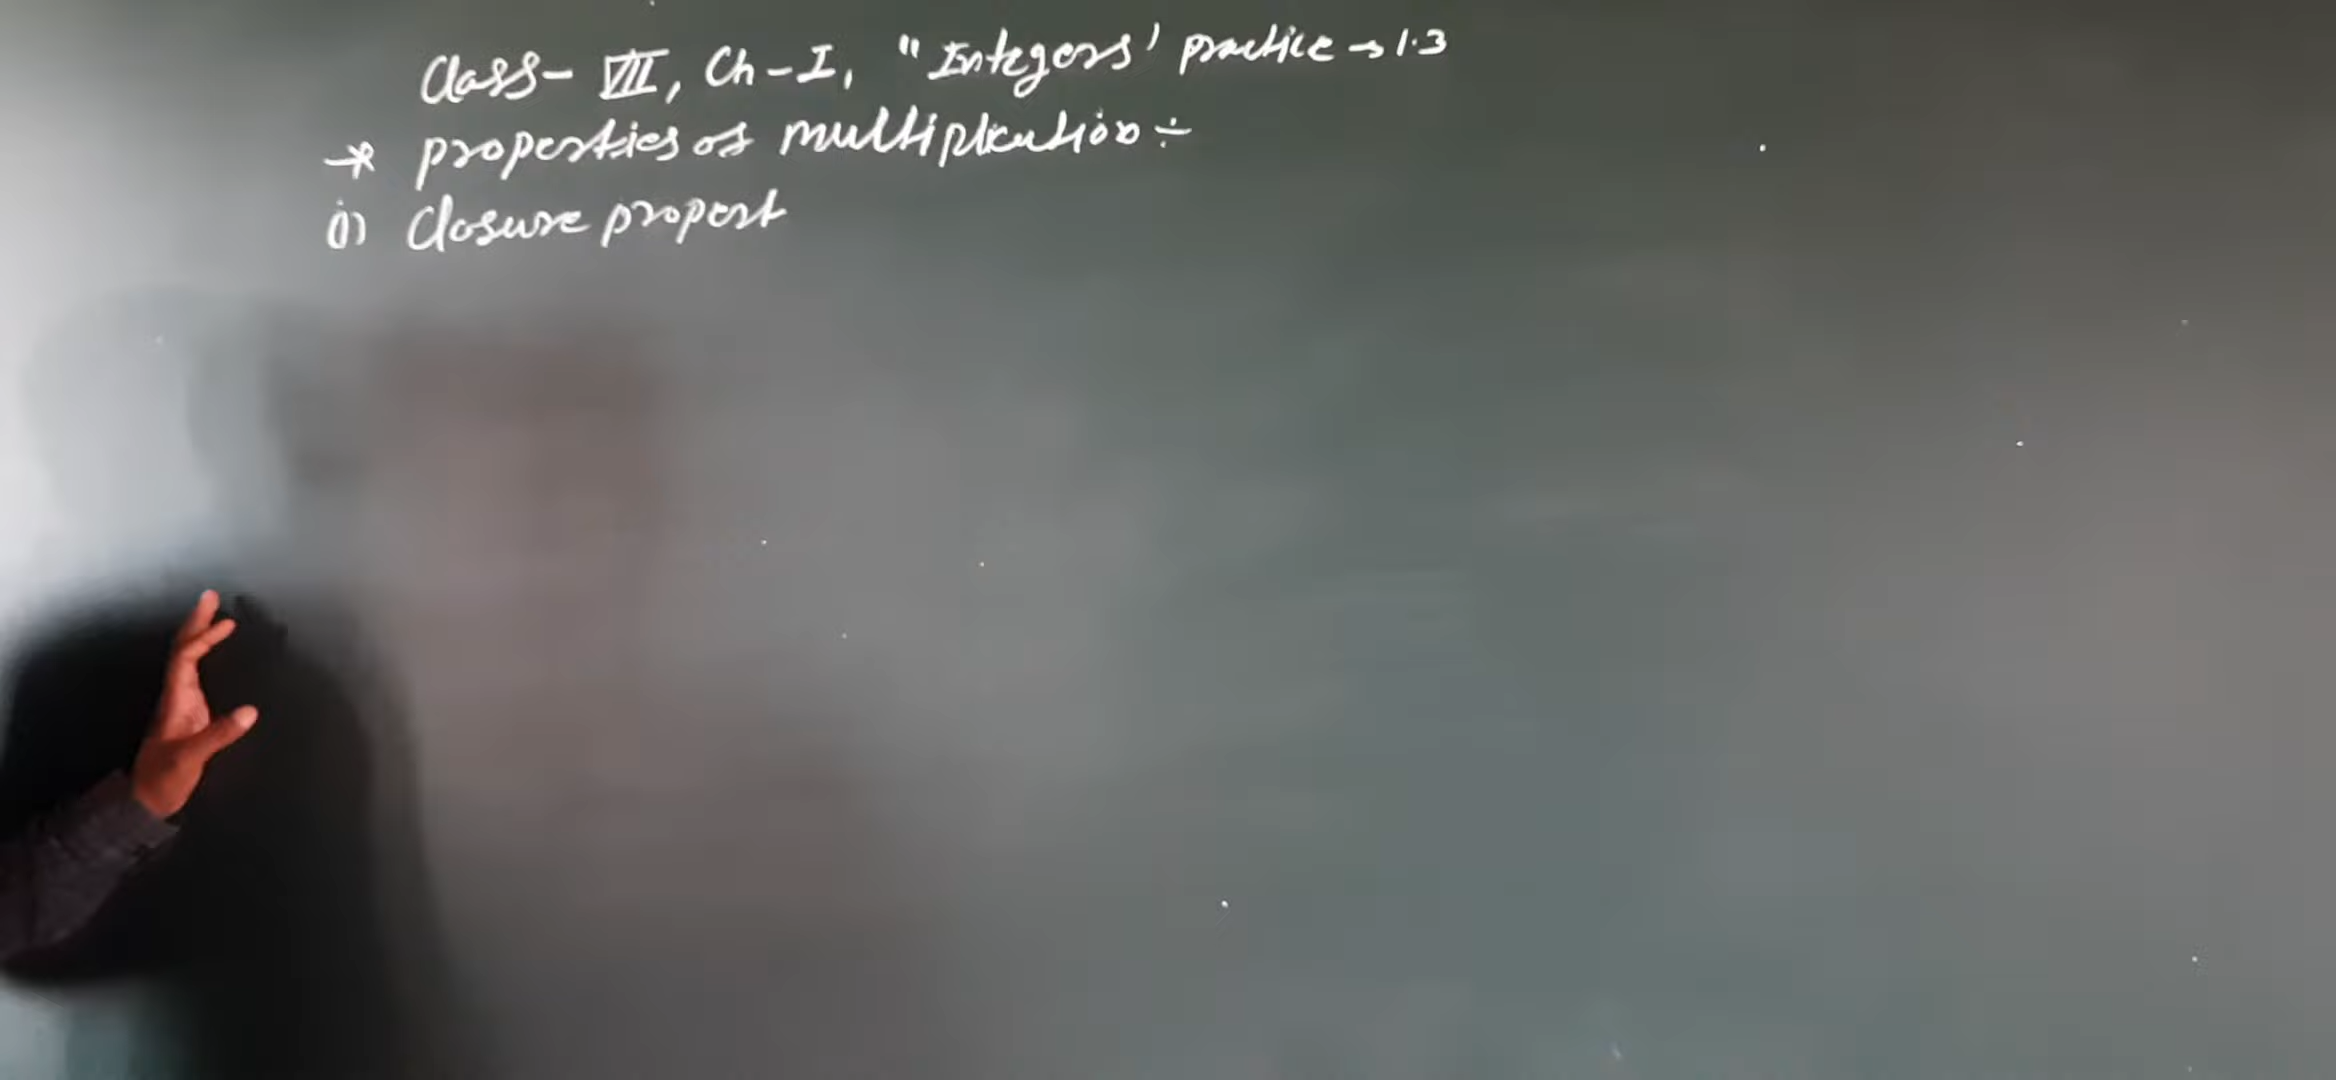 Class- VII, Ch-I, "Integers' practice → 1.3
* properties of multiplication ÷
(i) Closure propert